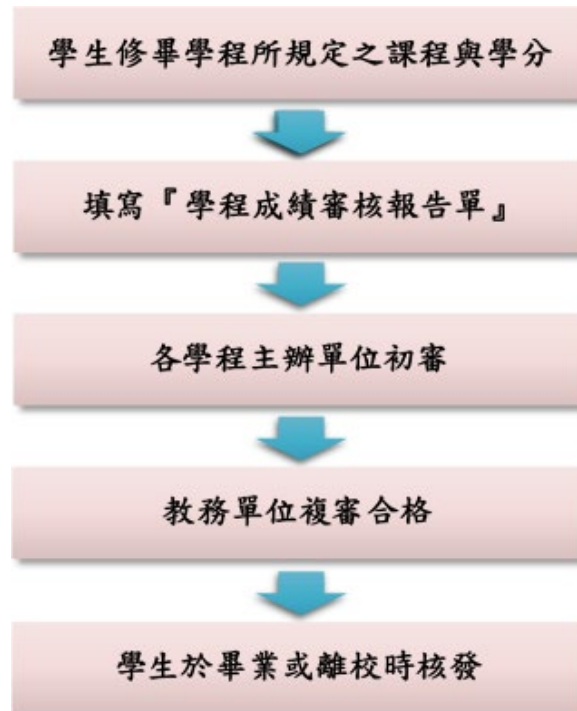 學生修畢學程所規定之課程與學分
填寫『學程成績審核報告單』
各學程主辦單位初審
教務單位複審合格
學生於畢業或離校時核發